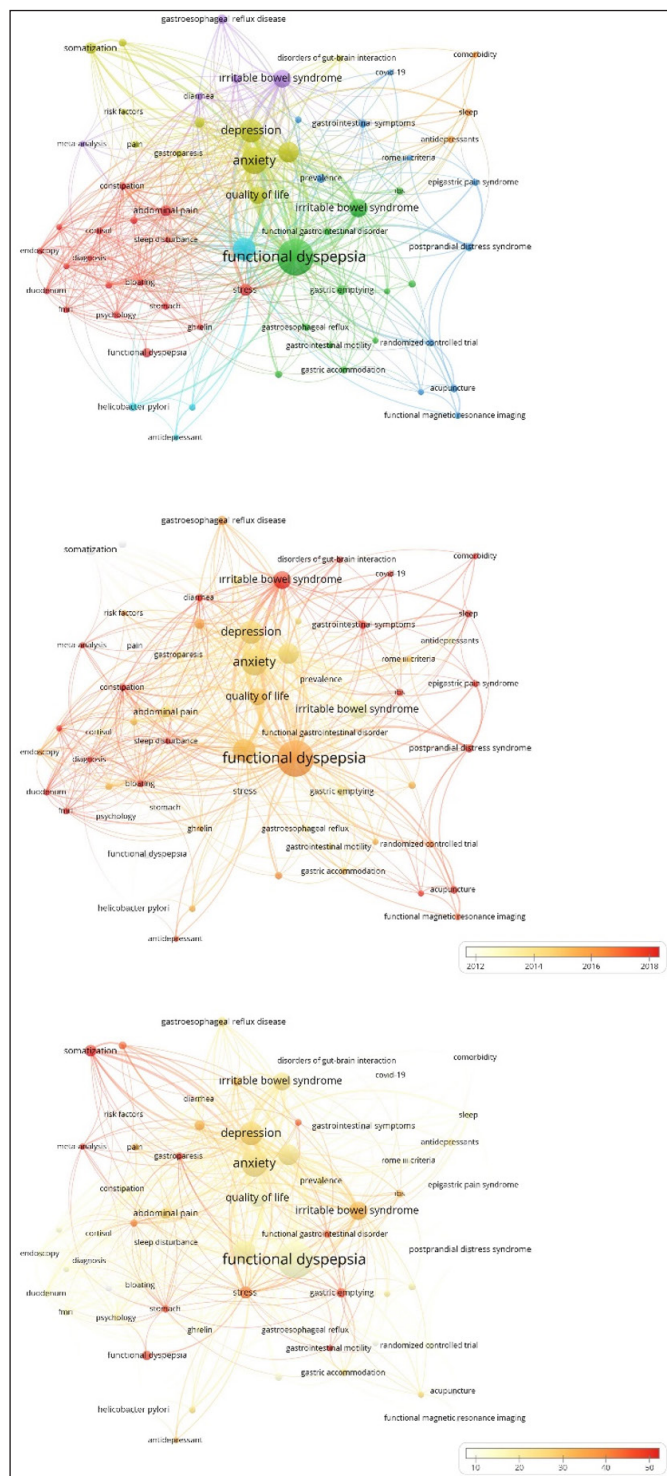 gastroesophageal reflux disease
somatization
disorders of gut-brain interaction
comorbidity
irritable bowel syndrome
covid-19
diarrhea
risk factors
gastrointestinal symptoms
sleep
depression
antidepressants
meta analysis
pain
gastroparesis
anxiety
rome iii criteria
prevalence
epigastric pain syndrome
constipation
quality of life
ibs
abdominal pain
irritable bowel syndrome
cortisol
functional gastrointestinal disorder
endoscopy
sleep disturbance
postprandial distress syndrome
diagnosis
functional dyspepsia
bloating
duodenum
stress
gastric emptying
fmri
stomach
psychology
ghrelin
gastroesophageal reflux
gastrointestinal motility
randomized controlled trial
functional dyspepsia
gastric accommodation
acupuncture
helicobacter pylori
functional magnetic resonance imaging
antidepressant
gastroesophageal reflux disease
somatization
disorders of gut-brain interaction
comorbidity
irritable bowel syndrome
covid-19
diarrhea
risk factors
gastrointestinal symptoms
sleep
depression
antidepressants
meta analysis
pain
gastroparesis
anxiety
rome iii criteria
prevalence
epigastric pain syndrome
constipation
quality of life
ibs
abdominal pain
irritable bowel syndrome
cortisol
functional gastrointestinal disorder
endoscopy
sleep disturbance
postprandial distress syndrome
diagnosis
functional dyspepsia
bloating
duodenum
stress
gastric emptying
fmri
stomach
psychology
ghrelin
gastroesophageal reflux
gastrointestinal motility
randomized controlled trial
functional dyspepsia
gastric accommodation
acupuncture
helicobacter pylori
functional magnetic resonance imaging
antidepressant
2012 2014 2016 2018
gastroesophageal reflux disease
somatization
disorders of gut-brain interaction
comorbidity
irritable bowel syndrome
covid-19
diarrhea
risk factors
gastrointestinal symptoms
sleep
depression
antidepressants
meta analysis
pain
gastroparesis
anxiety
rome iii criteria
prevalence
epigastric pain syndrome
constipation
quality of life
ibs
abdominal pain
irritable bowel syndrome
cortisol
functional gastrointestinal disorder
endoscopy
sleep disturbance
postprandial distress syndrome
diagnosis
functional dyspepsia
bloating
duodenum
stress
gastric emptying
fmri
stomach
psychology
ghrelin
gastroesophageal reflux
gastrointestinal motility
randomized controlled trial
functional dyspepsia
gastric accommodation
acupuncture
helicobacter pylori
functional magnetic resonance imaging
antidepressant
10 20 30 40 50